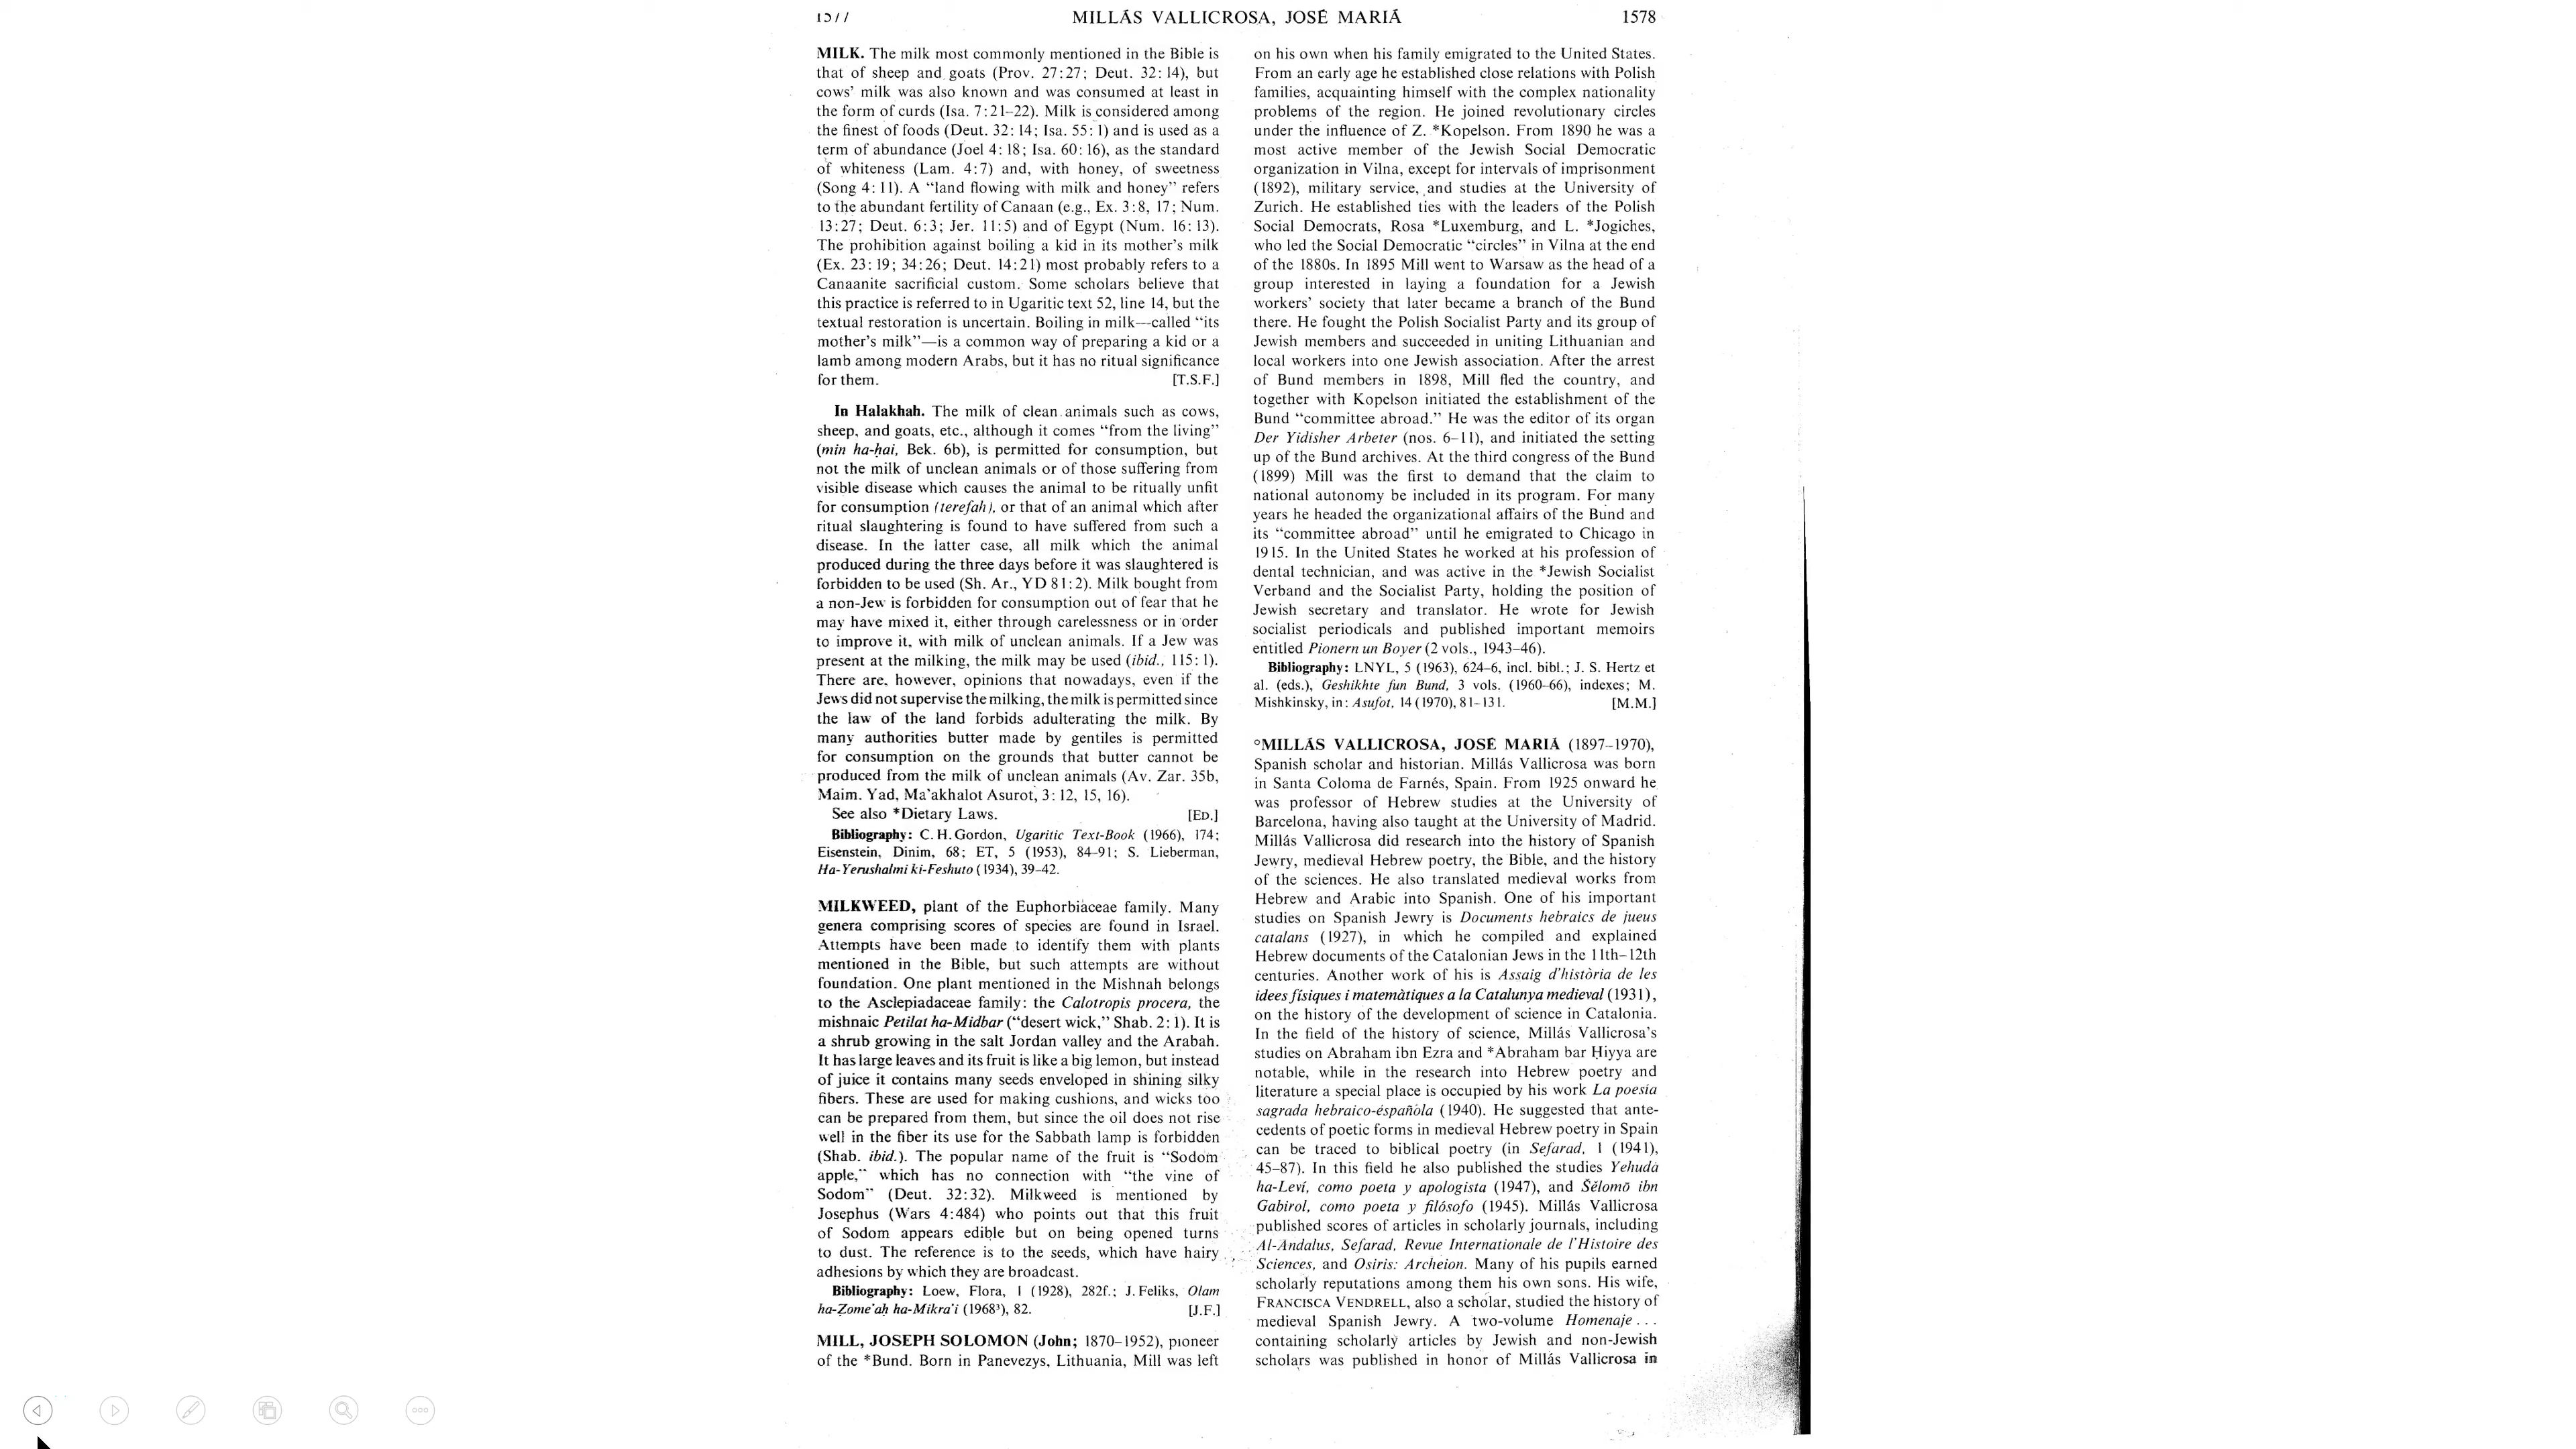 1577
MILLÁS VALLICROSA, JOSÉ MARIÁ
1578
MILK. The milk most commonly mentioned in the Bible is
that of sheep and goats (Prov. 27:27; Deut. 32:14), but
cows' milk was also known and was consumed at least in
the form of curds (Isa. 7:21–22). Milk is considered among
the finest of foods (Deut. 32:14; Isa. 55:1) and is used as a
term of abundance (Joel 4:18; Isa. 60:16), as the standard
of whiteness (Lam. 4:7) and, with honey, of sweetness
(Song 4:11). A "land flowing with milk and honey" refers
to the abundant fertility of Canaan (e.g., Ex. 3:8, 17; Num.
13:27; Deut. 6:3; Jer. 11:5) and of Egypt (Num. 16:13).
The prohibition against boiling a kid in its mother's milk
(Ex. 23:19; 34:26; Deut. 14:21) most probably refers to a
Canaanite sacrificial custom. Some scholars believe that
this practice is referred to in Ugaritic text 52, line 14, but the
textual restoration is uncertain. Boiling in milk—called "its
mother's milk"—is a common way of preparing a kid or a
lamb among modern Arabs, but it has no ritual significance
for them. [T.S.F.]
In Halakhah. The milk of clean animals such as cows,
sheep, and goats, etc., although it comes "from the living"
(min ha-ḥai, Bek. 6b), is permitted for consumption, but
not the milk of unclean animals or of those suffering from
visible disease which causes the animal to be ritually unfit
for consumption (terefah), or that of an animal which after
ritual slaughtering is found to have suffered from such a
disease. In the latter case, all milk which the animal
produced during the three days before it was slaughtered is
forbidden to be used (Sh. Ar., YD 81:2). Milk bought from
a non-Jew is forbidden for consumption out of fear that he
may have mixed it, either through carelessness or in order
to improve it, with milk of unclean animals. If a Jew was
present at the milking, the milk may be used (ibid., 115:1).
There are, however, opinions that nowadays, even if the
Jews did not supervise the milking, the milk is permitted since
the law of the land forbids adulterating the milk. By
many authorities butter made by gentiles is permitted
for consumption on the grounds that butter cannot be
produced from the milk of unclean animals (Av. Zar. 35b,
Maim. Yad, Ma'akhalot Asurot, 3:12, 15, 16).
See also *Dietary Laws. [ED.]
Bibliography: C. H. Gordon, Ugaritic Text-Book (1966), 174;
Eisenstein, Dinim, 68; ET, 5 (1953), 84–91; S. Lieberman,
Ha-Yerushalmi ki-Feshuto (1934), 39–42.
MILKWEED, plant of the Euphorbiaceae family. Many
genera comprising scores of species are found in Israel.
Attempts have been made to identify them with plants
mentioned in the Bible, but such attempts are without
foundation. One plant mentioned in the Mishnah belongs
to the Asclepiadaceae family: the Calotropis procera, the
mishnaic Petilat ha-Midbar ("desert wick," Shab. 2:1). It is
a shrub growing in the salt Jordan valley and the Arabah.
It has large leaves and its fruit is like a big lemon, but instead
of juice it contains many seeds enveloped in shining silky
fibers. These are used for making cushions, and wicks too
can be prepared from them, but since the oil does not rise
well in the fiber its use for the Sabbath lamp is forbidden
(Shab. ibid.). The popular name of the fruit is "Sodom
apple," which has no connection with "the vine of
Sodom" (Deut. 32:32). Milkweed is mentioned by
Josephus (Wars 4:484) who points out that this fruit
of Sodom appears edible but on being opened turns
to dust. The reference is to the seeds, which have hairy
adhesions by which they are broadcast.
Bibliography: Loew, Flora, 1 (1928), 282f.; J. Feliks, Olam
ha-Ẓome'aḥ ha-Mikra'i (1968³), 82. [J.F.]
MILL, JOSEPH SOLOMON (John; 1870–1952), pioneer
of the *Bund. Born in Panevezys, Lithuania, Mill was left
on his own when his family emigrated to the United States.
From an early age he established close relations with Polish
families, acquainting himself with the complex nationality
problems of the region. He joined revolutionary circles
under the influence of Z. *Kopelson. From 1890 he was a
most active member of the Jewish Social Democratic
organization in Vilna, except for intervals of imprisonment
(1892), military service, and studies at the University of
Zurich. He established ties with the leaders of the Polish
Social Democrats, Rosa *Luxemburg, and L. *Jogiches,
who led the Social Democratic "circles" in Vilna at the end
of the 1880s. In 1895 Mill went to Warsaw as the head of a
group interested in laying a foundation for a Jewish
workers' society that later became a branch of the Bund
there. He fought the Polish Socialist Party and its group of
Jewish members and succeeded in uniting Lithuanian and
local workers into one Jewish association. After the arrest
of Bund members in 1898, Mill fled the country, and
together with Kopelson initiated the establishment of the
Bund "committee abroad." He was the editor of its organ
Der Yidisher Arbeter (nos. 6–11), and initiated the setting
up of the Bund archives. At the third congress of the Bund
(1899) Mill was the first to demand that the claim to
national autonomy be included in its program. For many
years he headed the organizational affairs of the Bund and
its "committee abroad" until he emigrated to Chicago in
1915. In the United States he worked at his profession of
dental technician, and was active in the *Jewish Socialist
Verband and the Socialist Party, holding the position of
Jewish secretary and translator. He wrote for Jewish
socialist periodicals and published important memoirs
entitled Pionern un Boyer (2 vols., 1943–46).
Bibliography: LNYL, 5 (1963), 624–6, incl. bibl.; J. S. Hertz et
al. (eds.), Geshikhte fun Bund, 3 vols. (1960–66), indexes; M.
Mishkinsky, in: Asufot, 14 (1970), 81–131. [M.M.]
°MILLÁS VALLICROSA, JOSÉ MARIÁ (1897–1970),
Spanish scholar and historian. Millás Vallicrosa was born
in Santa Coloma de Farnés, Spain. From 1925 onward he
was professor of Hebrew studies at the University of
Barcelona, having also taught at the University of Madrid.
Millás Vallicrosa did research into the history of Spanish
Jewry, medieval Hebrew poetry, the Bible, and the history
of the sciences. He also translated medieval works from
Hebrew and Arabic into Spanish. One of his important
studies on Spanish Jewry is Documents hebraics de jueus
catalans (1927), in which he compiled and explained
Hebrew documents of the Catalonian Jews in the 11th–12th
centuries. Another work of his is Assaig d'història de les
idees físiques i matemàtiques a la Catalunya medieval (1931),
on the history of the development of science in Catalonia.
In the field of the history of science, Millás Vallicrosa's
studies on Abraham ibn Ezra and *Abraham bar Ḥiyya are
notable, while in the research into Hebrew poetry and
literature a special place is occupied by his work La poesía
sagrada hebraico-éspañola (1940). He suggested that ante-
cedents of poetic forms in medieval Hebrew poetry in Spain
can be traced to biblical poetry (in Sefarad, 1 (1941),
45–87). In this field he also published the studies Yehudá
ha-Leví, como poeta y apologista (1947), and Šělomō ibn
Gabirol, como poeta y filósofo (1945). Millás Vallicrosa
published scores of articles in scholarly journals, including
Al-Andalus, Sefarad, Revue Internationale de l'Histoire des
Sciences, and Osiris: Archeion. Many of his pupils earned
scholarly reputations among them his own sons. His wife,
FRANCISCA VENDRELL, also a scholar, studied the history of
medieval Spanish Jewry. A two-volume Homenaje . . .
containing scholarly articles by Jewish and non-Jewish
scholars was published in honor of Millás Vallicrosa in